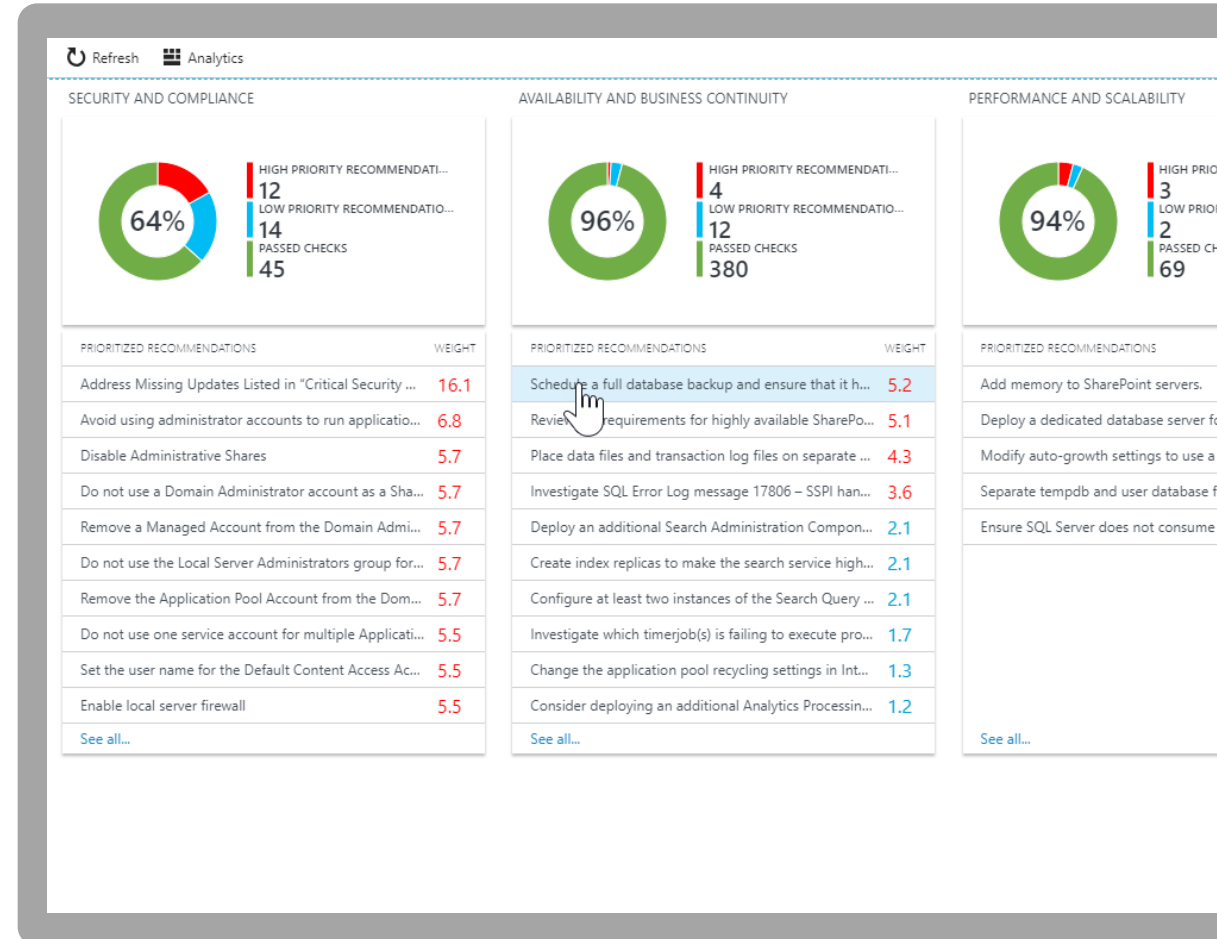 Refresh Analytics
SECURITY AND COMPLIANCE
64%
HIGH PRIORITY RECOMMENDATI...
12
LOW PRIORITY RECOMMENDATIO...
14
PASSED CHECKS
45
PRIORITIZED RECOMMENDATIONS WEIGHT
Address Missing Updates Listed in "Critical Security ... 16.1
Avoid using administrator accounts to run applicatio... 6.8
Disable Administrative Shares 5.7
Do not use a Domain Administrator account as a Sha... 5.7
Remove a Managed Account from the Domain Admi... 5.7
Do not use the Local Server Administrators group for... 5.7
Remove the Application Pool Account from the Dom... 5.7
Do not use one service account for multiple Applicati... 5.5
Set the user name for the Default Content Access Ac... 5.5
Enable local server firewall 5.5
See all...
AVAILABILITY AND BUSINESS CONTINUITY
96%
HIGH PRIORITY RECOMMENDATI...
4
LOW PRIORITY RECOMMENDATIO...
12
PASSED CHECKS
380
PRIORITIZED RECOMMENDATIONS WEIGHT
Schedule a full database backup and ensure that it h... 5.2
Review requirements for highly available SharePo... 5.1
Place data files and transaction log files on separate ... 4.3
Investigate SQL Error Log message 17806 – SSPI han... 3.6
Deploy an additional Search Administration Compon... 2.1
Create index replicas to make the search service high... 2.1
Configure at least two instances of the Search Query ... 2.1
Investigate which timerjob(s) is failing to execute pro... 1.7
Change the application pool recycling settings in Int... 1.3
Consider deploying an additional Analytics Processin... 1.2
See all...
PERFORMANCE AND SCALABILITY
94%
HIGH PRIO
3
LOW PRIO
2
PASSED CH
69
PRIORITIZED RECOMMENDATIONS
Add memory to SharePoint servers.
Deploy a dedicated database server fo
Modify auto-growth settings to use a
Separate tempdb and user database f
Ensure SQL Server does not consume
See all...